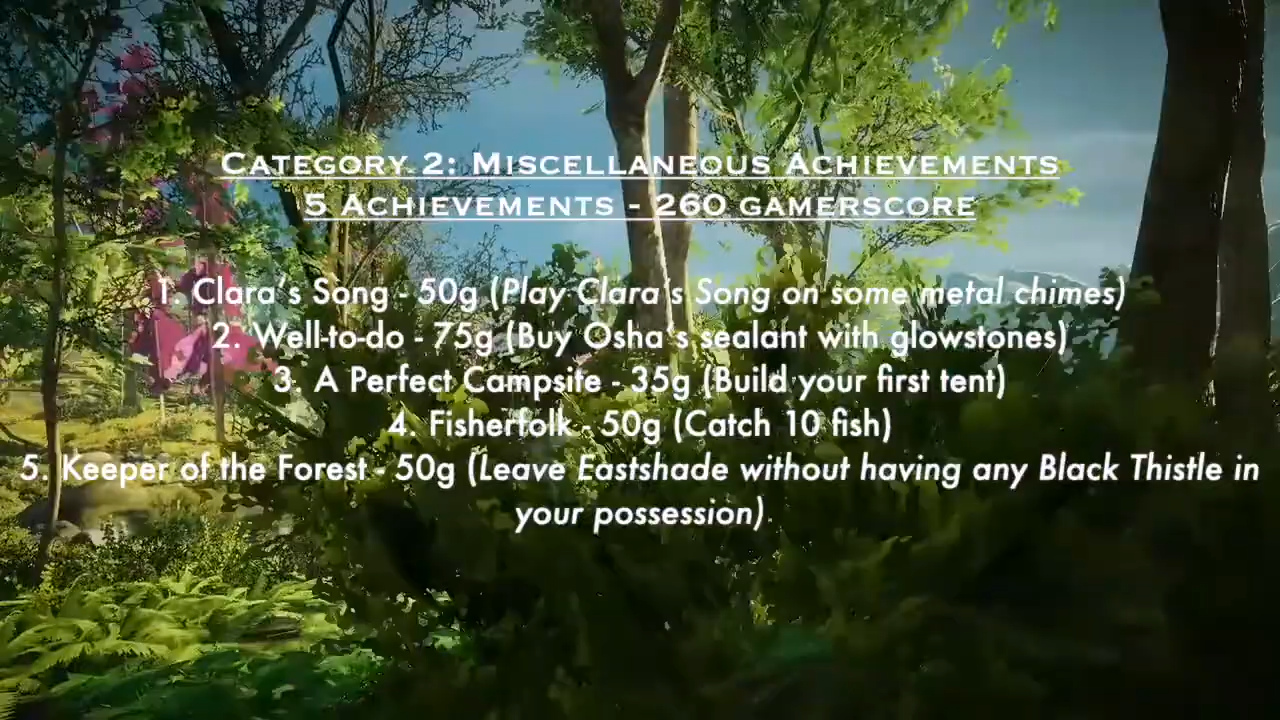 Category 2: Miscellaneous Achievements
5 Achievements - 260 gamerscore
1. Clara's Song - 50g (Play Clara's Song on some metal chimes)
2. Well-to-do - 75g (Buy Osha's sealant with glowstones)
3. A Perfect Campsite - 35g (Build your first tent)
4. Fisherfolk - 50g (Catch 10 fish)
5. Keeper of the Forest - 50g (Leave Eastshade without having any Black Thistle in
your possession)